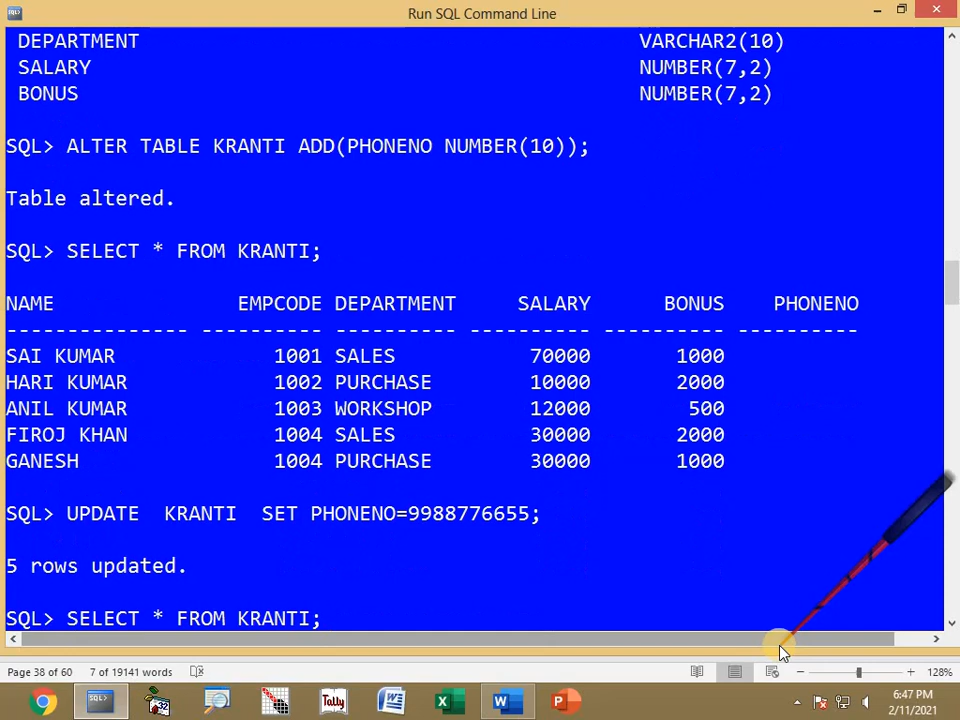 Run SQL Command Line
DEPARTMENT VARCHAR2(10)
SALARY NUMBER(7,2)
BONUS NUMBER(7,2)
SQL> ALTER TABLE KRANTI ADD(PHONENO NUMBER(10));
Table altered.
SQL> SELECT * FROM KRANTI;
NAME EMPCODE DEPARTMENT SALARY BONUS PHONENO
--------------- ---------- ---------- ---------- ---------- ----------
SAI KUMAR 1001 SALES 70000 1000
HARI KUMAR 1002 PURCHASE 10000 2000
ANIL KUMAR 1003 WORKSHOP 12000 500
FIROJ KHAN 1004 SALES 30000 2000
GANESH 1004 PURCHASE 30000 1000
SQL> UPDATE  KRANTI  SET PHONENO=9988776655;
5 rows updated.
SQL> SELECT * FROM KRANTI;
Page 38 of 60 7 of 19141 words 128%
SQL> 32 Tally W X W P 6:47 PM
2/11/2021